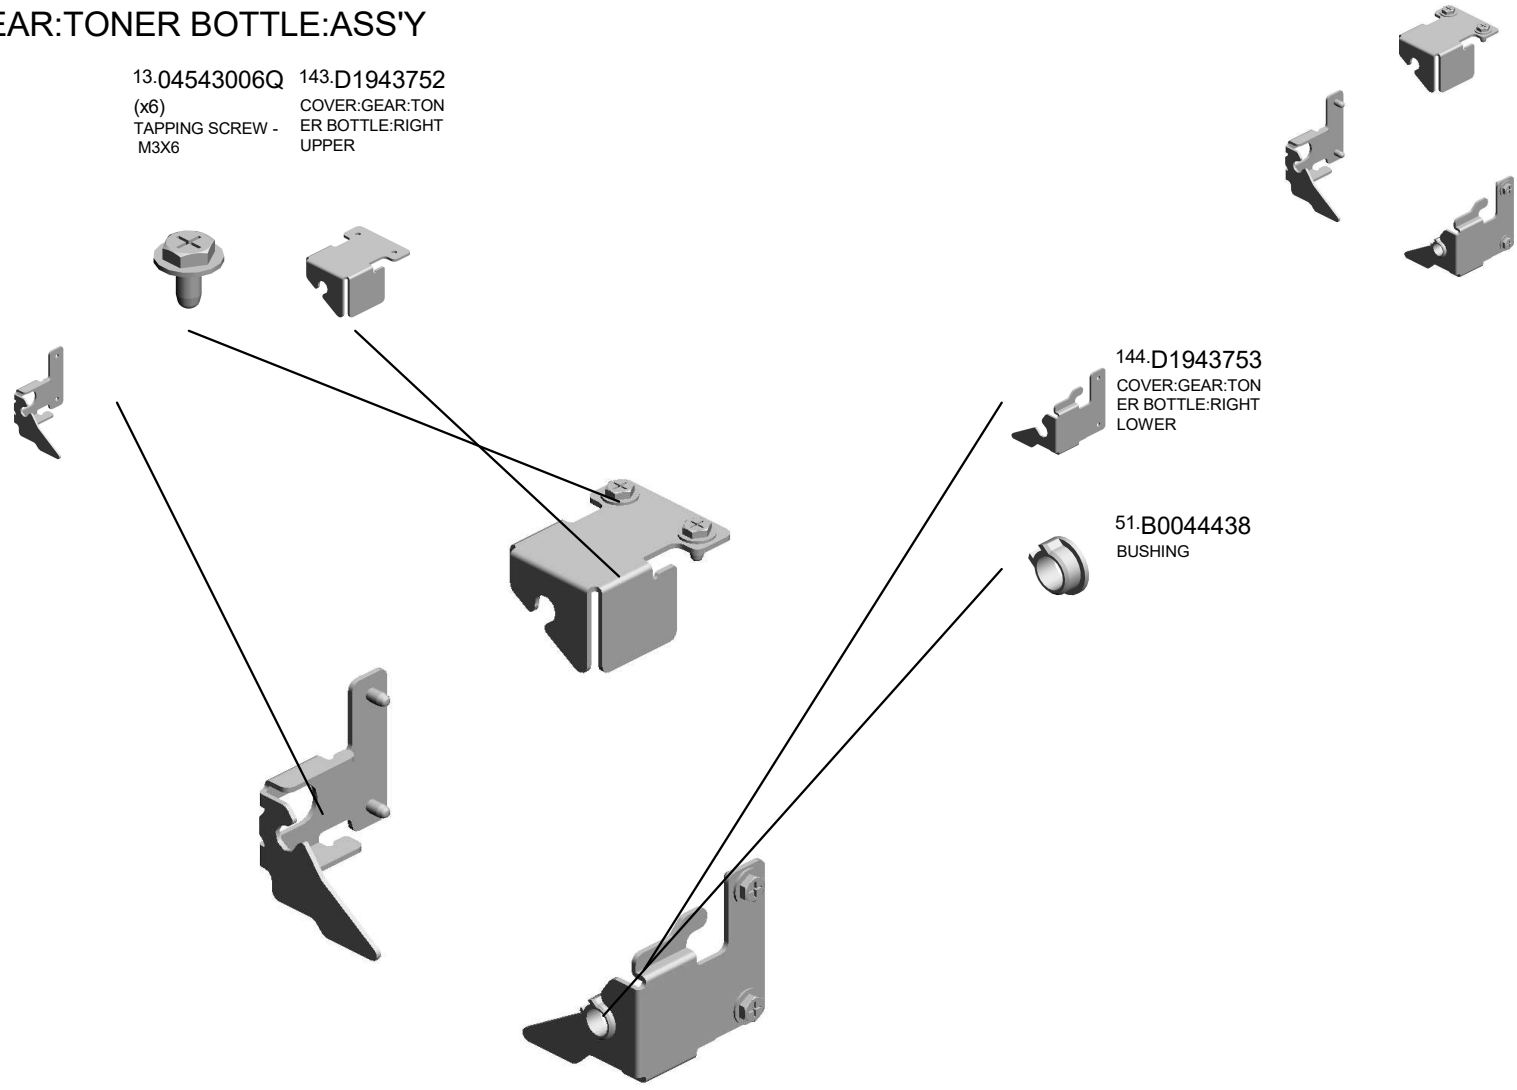 EAR:TONER BOTTLE:ASS'Y
13.04543006Q
(x6)
TAPPING SCREW -
M3X6
143.D1943752
COVER:GEAR:TON
ER BOTTLE:RIGHT
UPPER
144.D1943753
COVER:GEAR:TON
ER BOTTLE:RIGHT
LOWER
51.B0044438
BUSHING